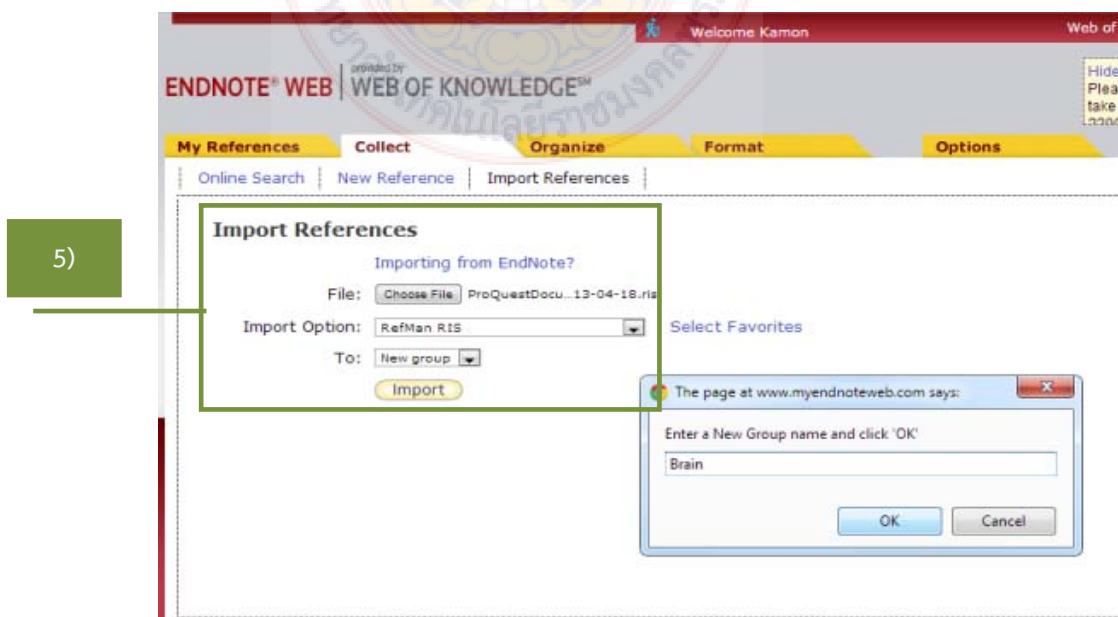 Welcome Kamon
Web of
provided by
ENDNOTE® WEB WEB OF KNOWLEDGE℠
Hide
Plea
take
My References Collect Organize Format Options
Online Search New Reference Import References
Import References
5)
Importing from EndNote?
File: Choose File ProQuestDocu...13-04-18.ris
Import Option: RefMan RIS Select Favorites
To: New group
Import
The page at www.myendnoteweb.com says:
Enter a New Group name and click 'OK'
Brain
OK Cancel